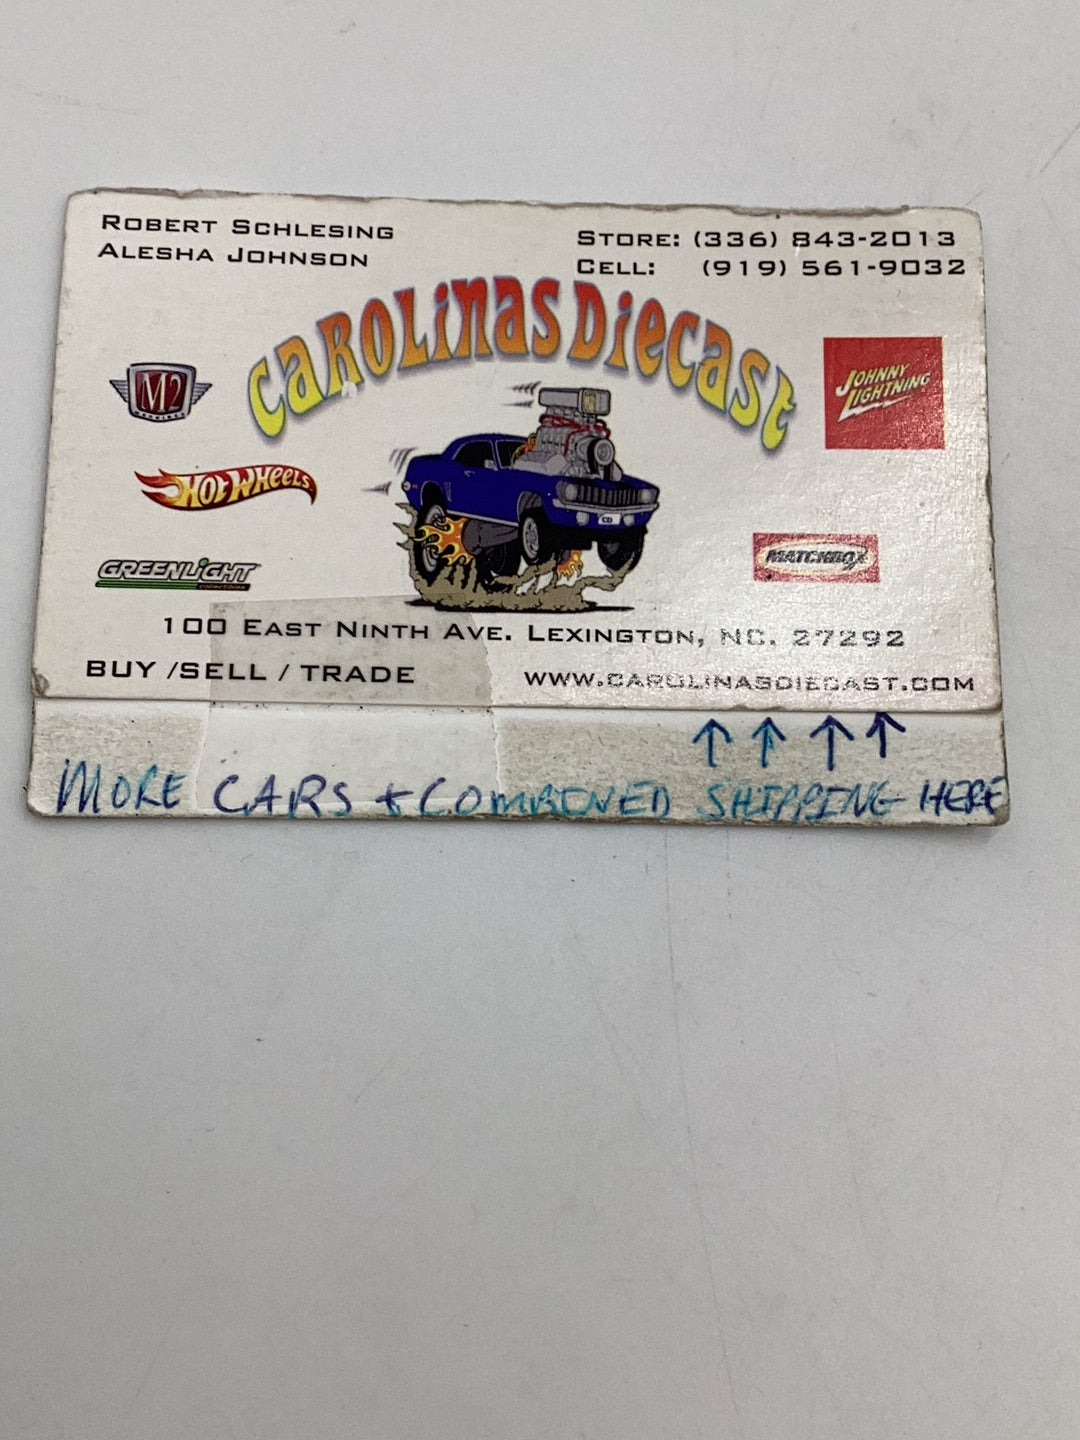 ROBERT SCHLESING
ALESHA JOHNSON
STORE: (336) 843-2013
CELL: (919) 561-9032
CAROLINAS DIECAST
M2
MACHINES
JOHNNY
LIGHTNING
HOT WHEELS
GREENLIGHT
MATCHBOX
CD
100 EAST NINTH AVE. LEXINGTON, NC. 27292
BUY /SELL / TRADE
WWW.CAROLINASDIECAST.COM
↑ ↑ ↑ ↑
MORE CARS + COMBINED SHIPPING HERE